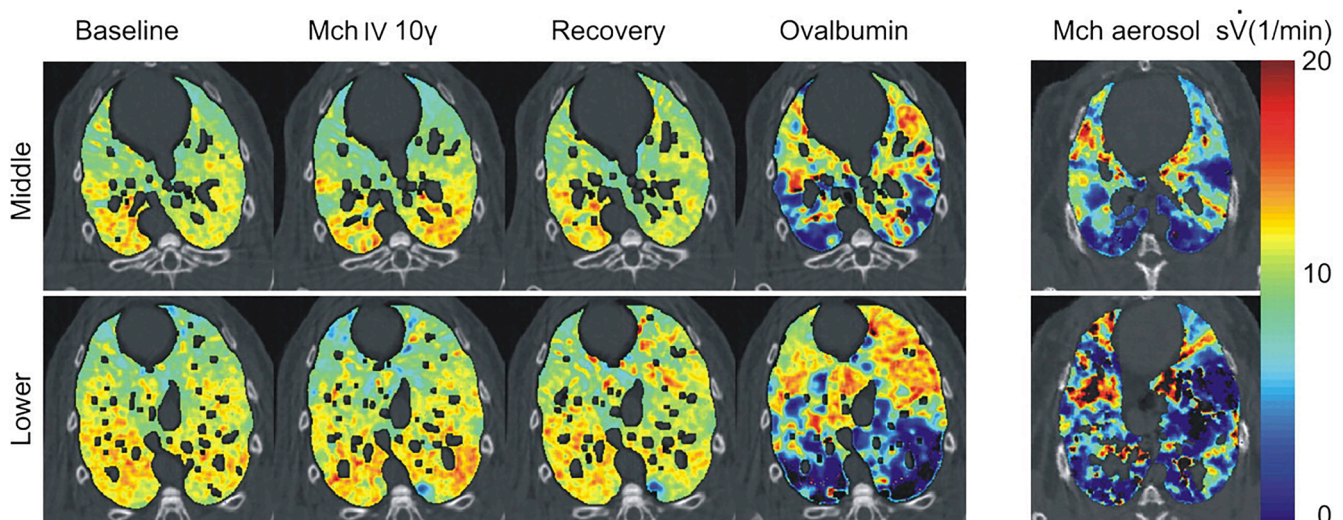 Baseline Mch IV 10γ Recovery Ovalbumin Mch aerosol sV̇(1/min)
20
Middle
10
Lower
0